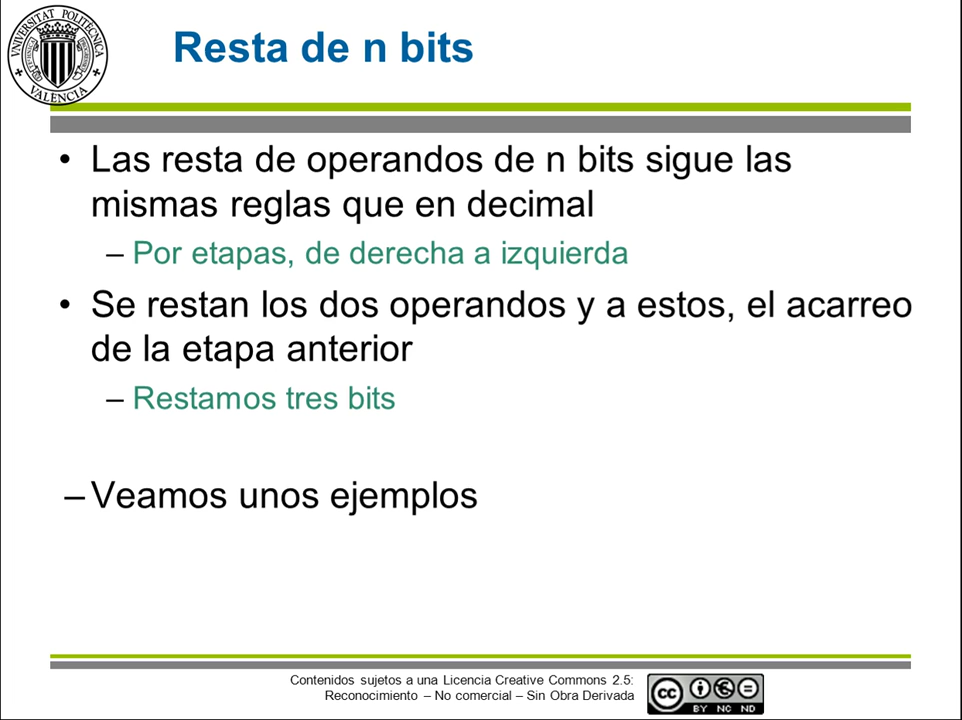 UNIVERSITAT POLITÈCNICA
VALENCIA
Resta de n bits
• Las resta de operandos de n bits sigue las
mismas reglas que en decimal
– Por etapas, de derecha a izquierda
• Se restan los dos operandos y a estos, el acarreo
de la etapa anterior
– Restamos tres bits
– Veamos unos ejemplos
Contenidos sujetos a una Licencia Creative Commons 2.5:
Reconocimiento – No comercial – Sin Obra Derivada
cc
BY NC ND